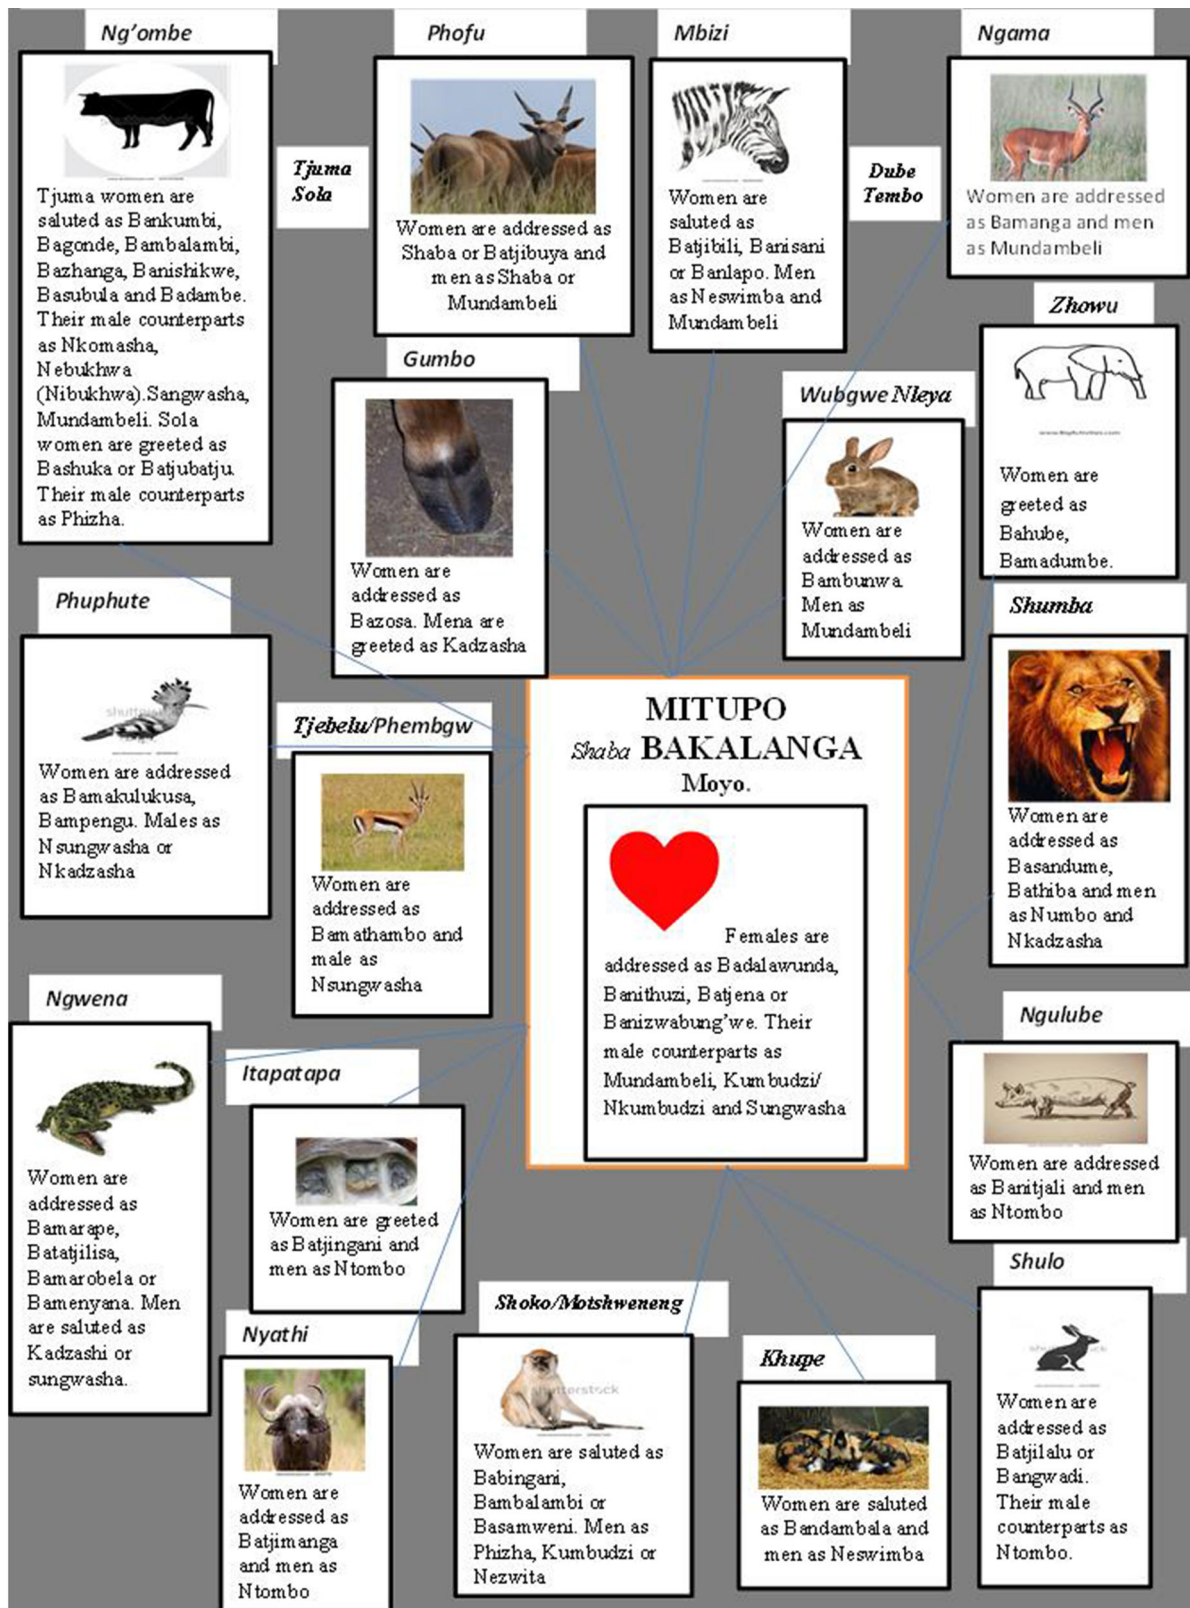 Ng'ombe
Tjuma women are
saluted as Bankumbi,
Bagonde, Bambalambi,
Bazhanga, Banishikwe,
Basubula and Badambe.
Their male counterparts
as Nkomasha,
Nebukhwa
(Nibukhwa).Sangwasha,
Mundambeli. Sola
women are greeted as
Bashuka or Batjubatju.
Their male counterparts
as Phizha.
Tjuma
Sola
Phofu
Women are addressed as
Shaba or Batjibuya and
men as Shaba or
Mundambeli
Mbizi
Women are
saluted as
Batjibili, Banisani
or Banlapo. Men
as Neswimba and
Mundambeli
Dube
Tembo
Ngama
Women are addressed
as Bamanga and men
as Mundambeli
Gumbo
Women are
addressed as
Bazosa. Mena are
greeted as Kadzasha
Wubgwe Nleya
Women are
addressed as
Bambunwa
Men as
Mundambeli
Zhowu
Women are
greeted as
Bahube,
Bamadumbe.
Phuphute
shutterstock
Women are addressed
as Bamakulukusa,
Bampengu. Males as
Nsungwasha or
Nkadzasha
Tjebelu/Phembgw
Women are
addressed as
Bamathambo and
male as
Nsungwasha
MITUPO
Shaba BAKALANGA
Moyo.
Females are
addressed as Badalawunda,
Banithuzi, Batjena or
Banizwabung'we. Their
male counterparts as
Mundambeli, Kumbudzi/
Nkumbudzi and Sungwasha
Shumba
Women are
addressed as
Basandume,
Bathiba and men
as Numbo and
Nkadzasha
Ngwena
Women are
addressed as
Bamarape,
Batatjilisa,
Bamarobela or
Bamenyana. Men
are saluted as
Kadzashi or
sungwasha.
Itapatapa
Women are greeted
as Batjingani and
men as Ntombo
Ngulube
Women are addressed
as Banitjali and men
as Ntombo
Nyathi
Women are
addressed as
Batjimanga
and men as
Ntombo
Shoko/Motshweneng
shutterstock
Women are saluted as
Babingani,
Bambalambi or
Basamweni. Men as
Phizha, Kumbudzi or
Nezwita
Khupe
Women are saluted
as Bandambala and
men as Neswimba
Shulo
shutterstock
Women are
addressed as
Batjilalu or
Bangwadi.
Their male
counterparts as
Ntombo.